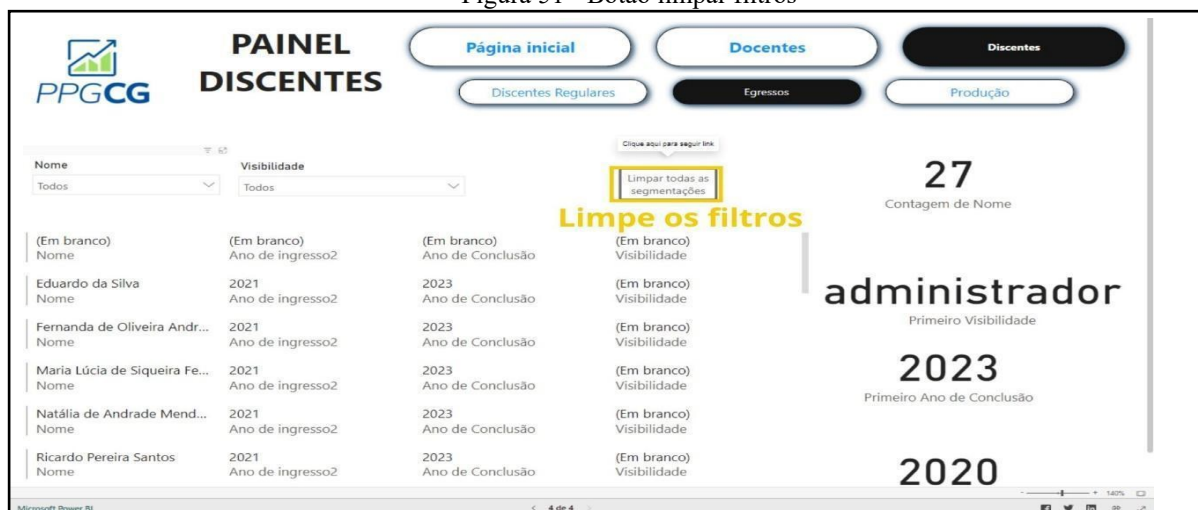 Figura 51 - Botão limpar filtros
PPGCG
PAINEL
DISCENTES
Página inicial
Docentes
Discentes
Discentes Regulares
Egressos
Produção
Clique aqui para seguir link
Nome
Todos
Visibilidade
Todos
Limpar todas as
segmentações
Limpe os filtros
27
Contagem de Nome
(Em branco) (Em branco) (Em branco) (Em branco)
Nome Ano de ingresso2 Ano de Conclusão Visibilidade
Eduardo da Silva 2021 2023 (Em branco)
Nome Ano de ingresso2 Ano de Conclusão Visibilidade
Fernanda de Oliveira Andr... 2021 2023 (Em branco)
Nome Ano de ingresso2 Ano de Conclusão Visibilidade
Maria Lúcia de Siqueira Fe... 2021 2023 (Em branco)
Nome Ano de ingresso2 Ano de Conclusão Visibilidade
Natália de Andrade Mend... 2021 2023 (Em branco)
Nome Ano de ingresso2 Ano de Conclusão Visibilidade
Ricardo Pereira Santos 2021 2023 (Em branco)
Nome Ano de ingresso2 Ano de Conclusão Visibilidade
administrador
Primeiro Visibilidade
2023
Primeiro Ano de Conclusão
2020
- + 140%
Microsoft Power BI
< 4 de 4 >